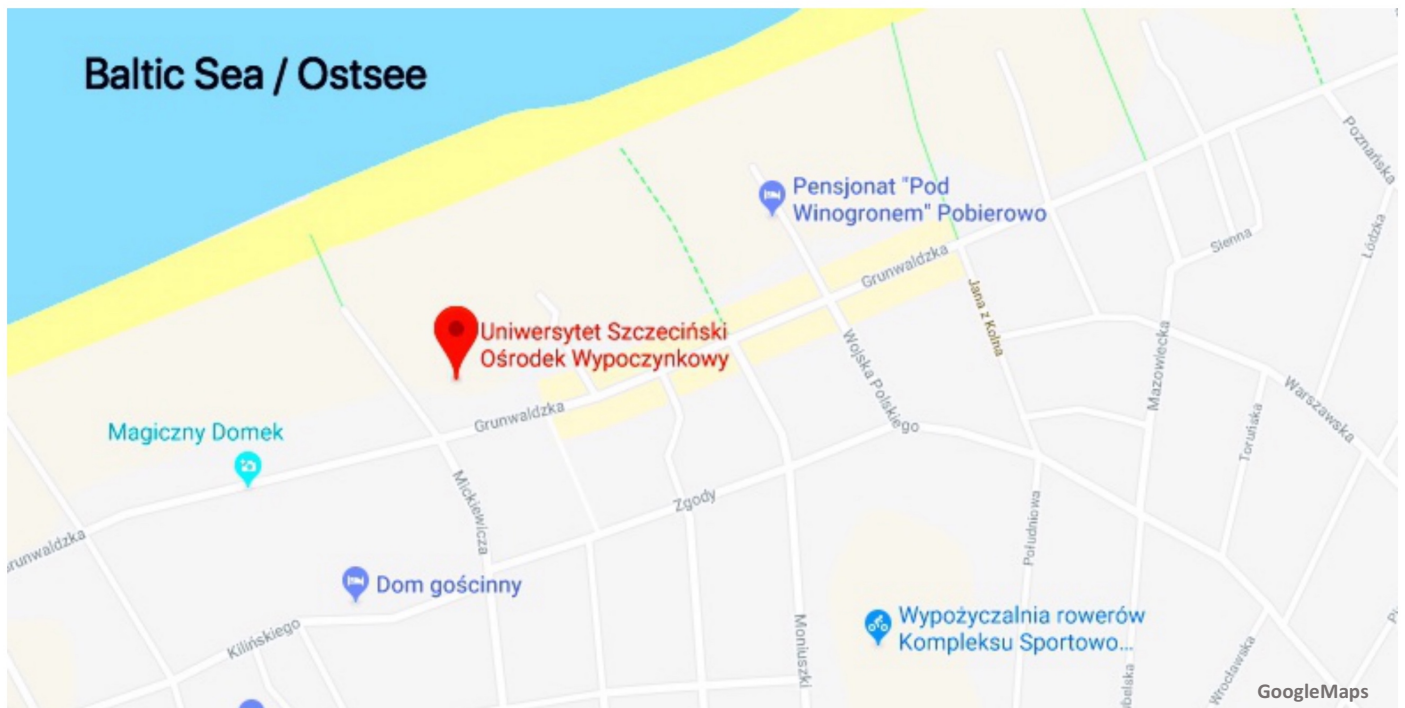 Baltic Sea / Ostsee
Poznańska
Pensjonat "Pod
Winogronem" Pobierowo
Łódzka
Sienna
Grunwaldzka
Jana z Kolna
Uniwersytet Szczeciński
Ośrodek Wypoczynkowy
Wojska Polskiego
Mazowiecka
Warszawska
Grunwaldzka
Toruńska
Magiczny Domek
Mickiewicza
Zgody
Południowa
runwaldzka
Dom gościnny
Wypożyczalnia rowerów
Kompleksu Sportowo...
Kilińskiego
Moniuszki
Wrocławska
belska
GoogleMaps